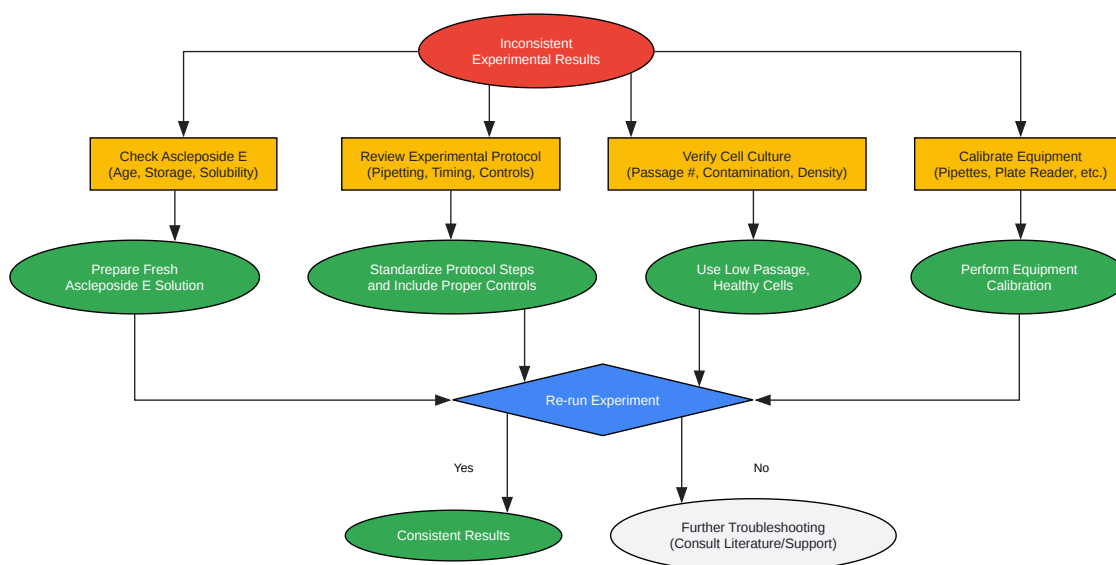 Inconsistent
Experimental Results
Check Ascleposide E
(Age, Storage, Solubility)
Review Experimental Protocol
(Pipetting, Timing, Controls)
Verify Cell Culture
(Passage #, Contamination, Density)
Calibrate Equipment
(Pipettes, Plate Reader, etc.)
Prepare Fresh
Ascleposide E Solution
Standardize Protocol Steps
and Include Proper Controls
Use Low Passage,
Healthy Cells
Perform Equipment
Calibration
Re-run Experiment
Yes
No
Consistent Results
Further Troubleshooting
(Consult Literature/Support)